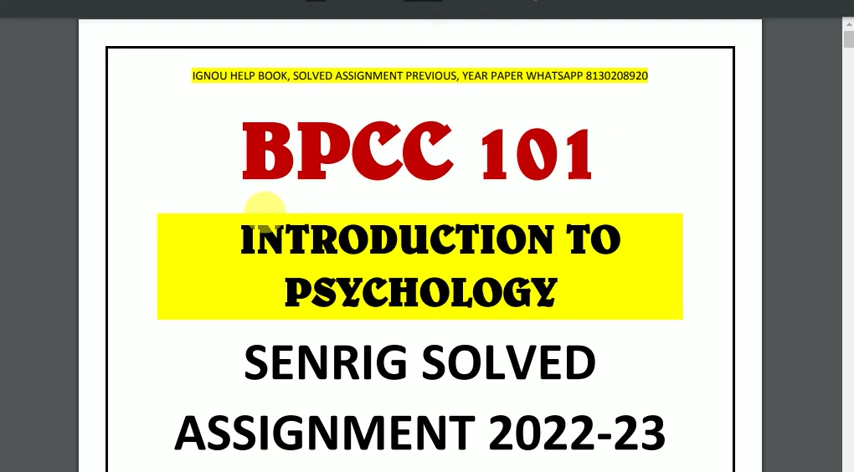 IGNOU HELP BOOK, SOLVED ASSIGNMENT PREVIOUS, YEAR PAPER WHATSAPP 8130208920
BPCC 101
INTRODUCTION TO
PSYCHOLOGY
SENRIG SOLVED
ASSIGNMENT 2022-23